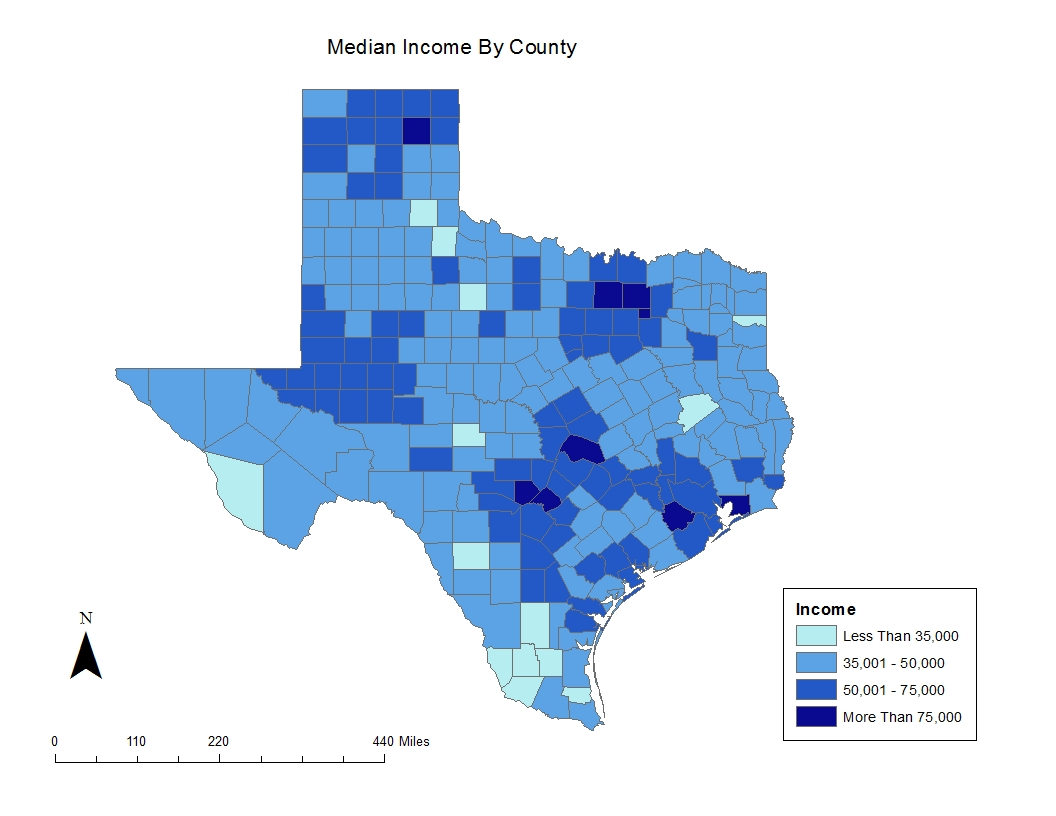 Median Income By County
Income
Less Than 35,000
35,001 - 50,000
50,001 - 75,000
More Than 75,000
N
0 110 220 440 Miles